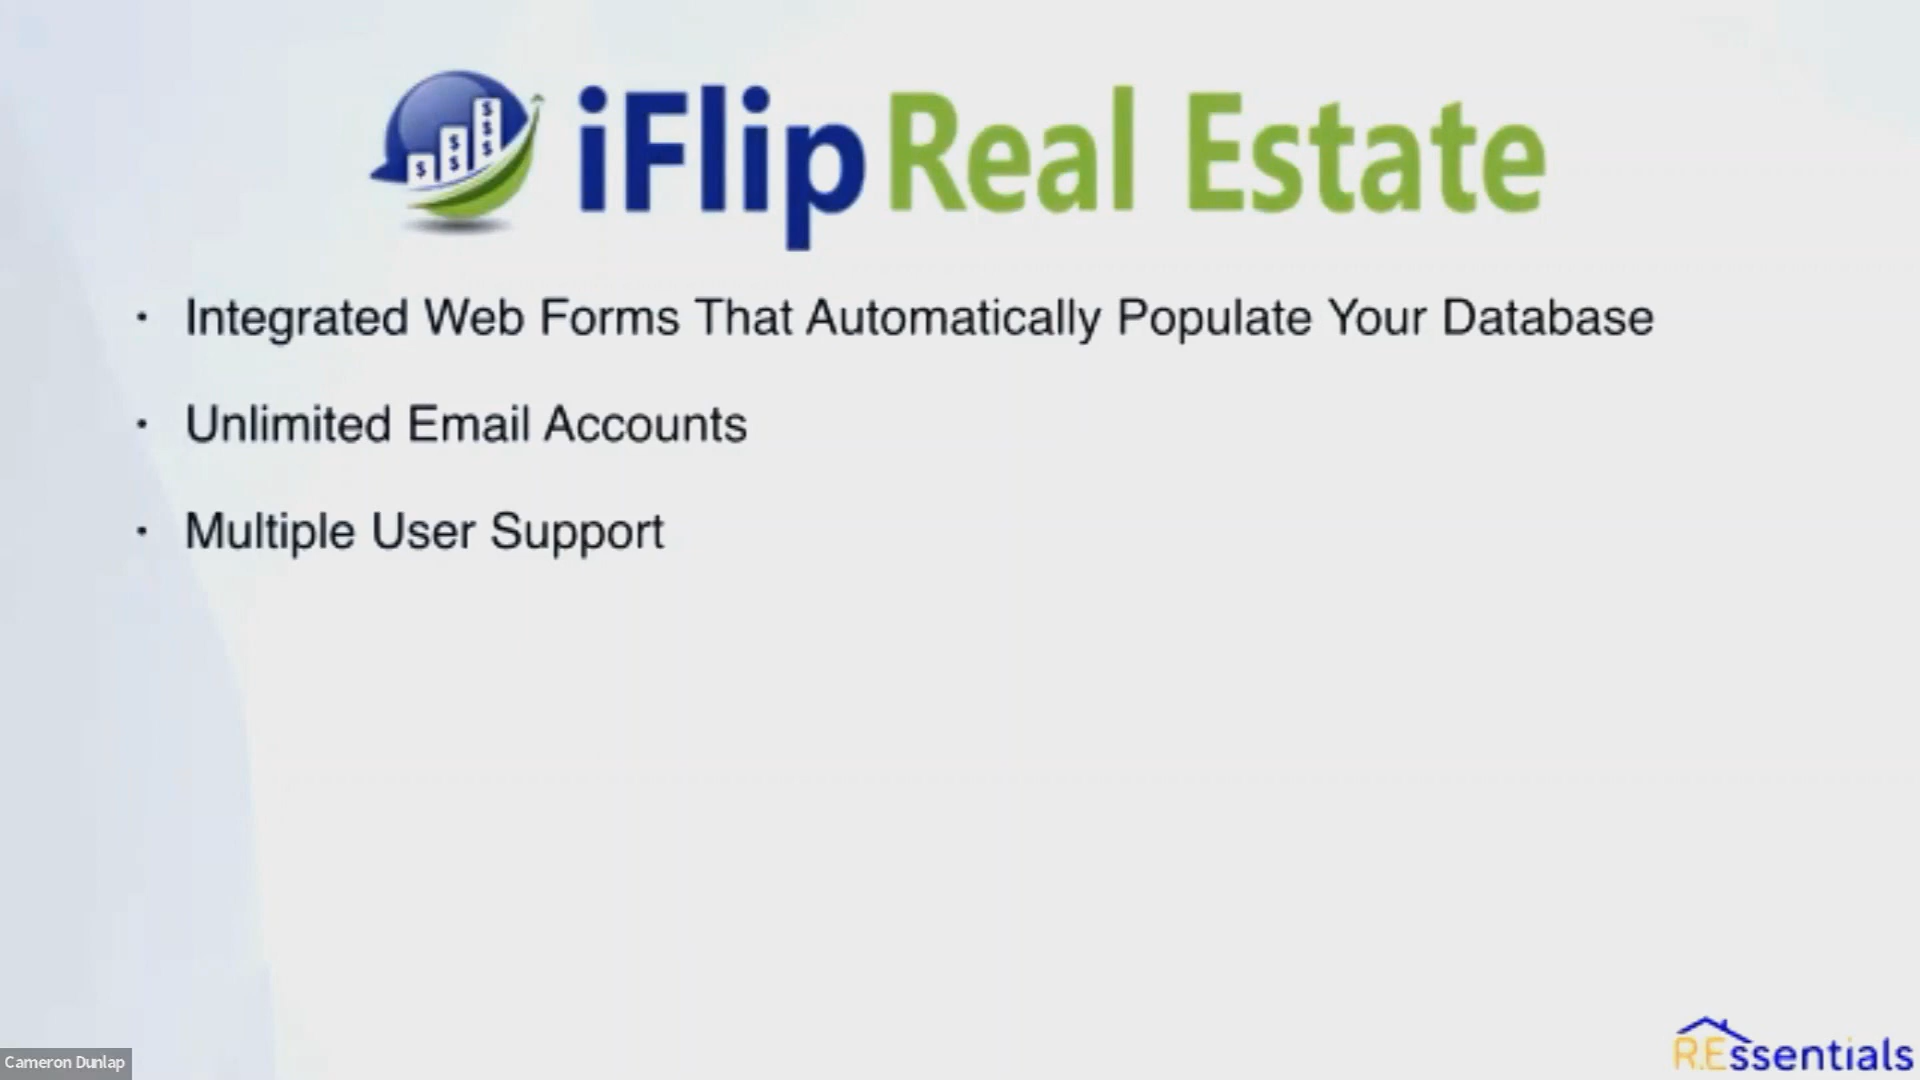 iFlip Real Estate
$ $ $ $ $ $
• Integrated Web Forms That Automatically Populate Your Database
• Unlimited Email Accounts
• Multiple User Support
Cameron Dunlap
R.Essentials